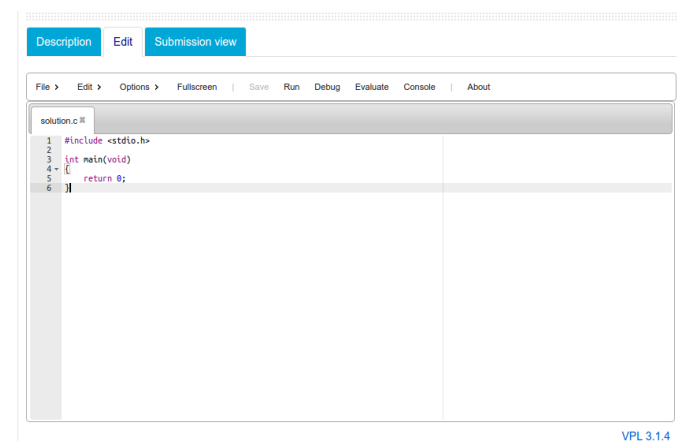 Description Edit Submission view
File › Edit › Options › Fullscreen | Save Run Debug Evaluate Console | About
solution.c ✖
1 #include <stdio.h>
2
3 int main(void)
4 {
5 return 0;
6 }
VPL 3.1.4